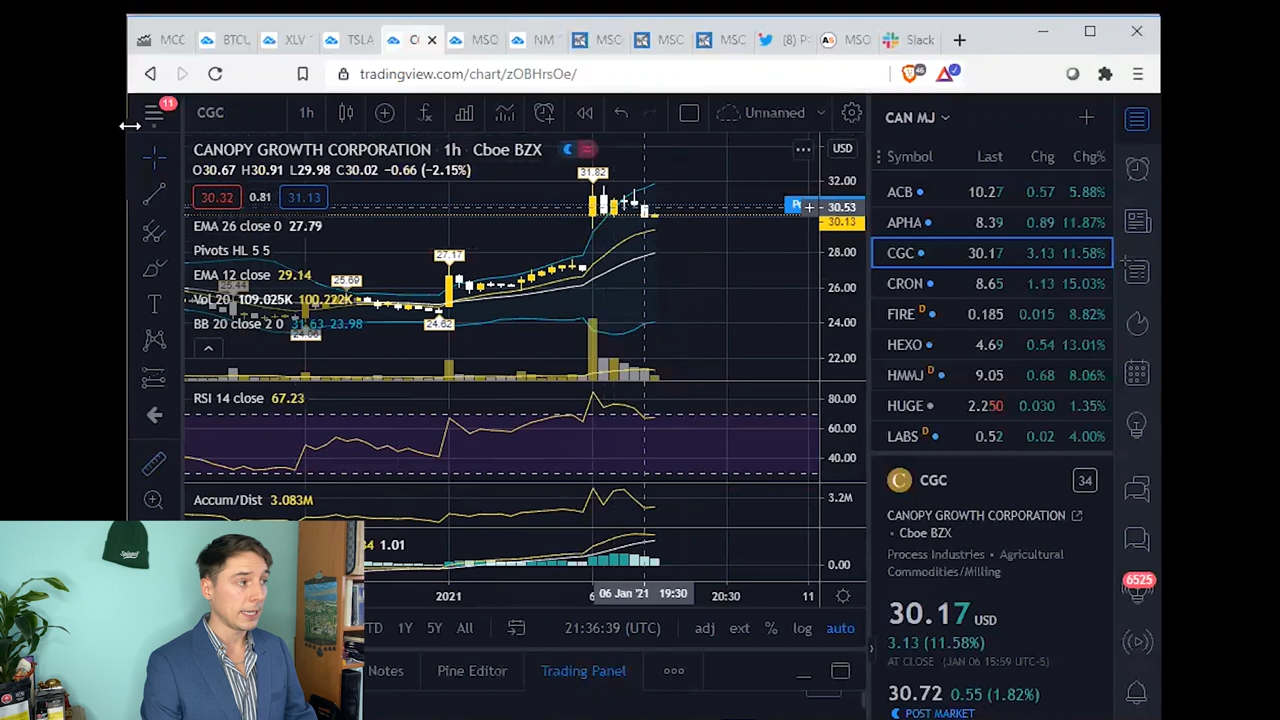 MCC
BTCU
XLV
TSLA
MSO
NM
MSO
MSC
MSC
(8) P
MSO
Slack
tradingview.com/chart/zOBHrsOe/
46
11
CGC
1h
Unnamed
CAN MJ
CANOPY GROWTH CORPORATION · 1h · Cboe BZX
USD
O30.67 H30.91 L29.98 C30.02 -0.66 (-2.15%)
30.32
0.81
31.13
EMA 26 close 0 27.79
Pivots HL 5 5
EMA 12 close 29.14
Vol 20 109.025K 100.222K
BB 20 close 2 0 31.63 23.98
31.82
27.17
25.69
25.44
24.62
32.00
30.53
30.13
28.00
26.00
24.00
22.00
RSI 14 close 67.23
80.00
60.00
40.00
Accum/Dist 3.083M
3.2M
1.01
0.00
2021
06 Jan '21 19:30
20:30
11
1Y
5Y
All
21:36:39 (UTC)
adj
ext
%
log
auto
Notes
Pine Editor
Trading Panel
Symbol Last Chg Chg%
ACB 10.27 0.57 5.88%
APHA 8.39 0.89 11.87%
CGC 30.17 3.13 11.58%
CRON 8.65 1.13 15.03%
FIRE D 0.185 0.015 8.82%
HEXO 4.69 0.54 13.01%
HMMJ D 9.05 0.68 8.06%
HUGE 2.250 0.030 1.35%
LABS D 0.52 0.02 4.00%
C CGC
34
CANOPY GROWTH CORPORATION
• Cboe BZX
Process Industries • Agricultural
Commodities/Milling
30.17 USD
3.13 (11.58%)
AT CLOSE (JAN 06 15:59 UTC-5)
30.72 0.55 (1.82%)
POST MARKET
6525